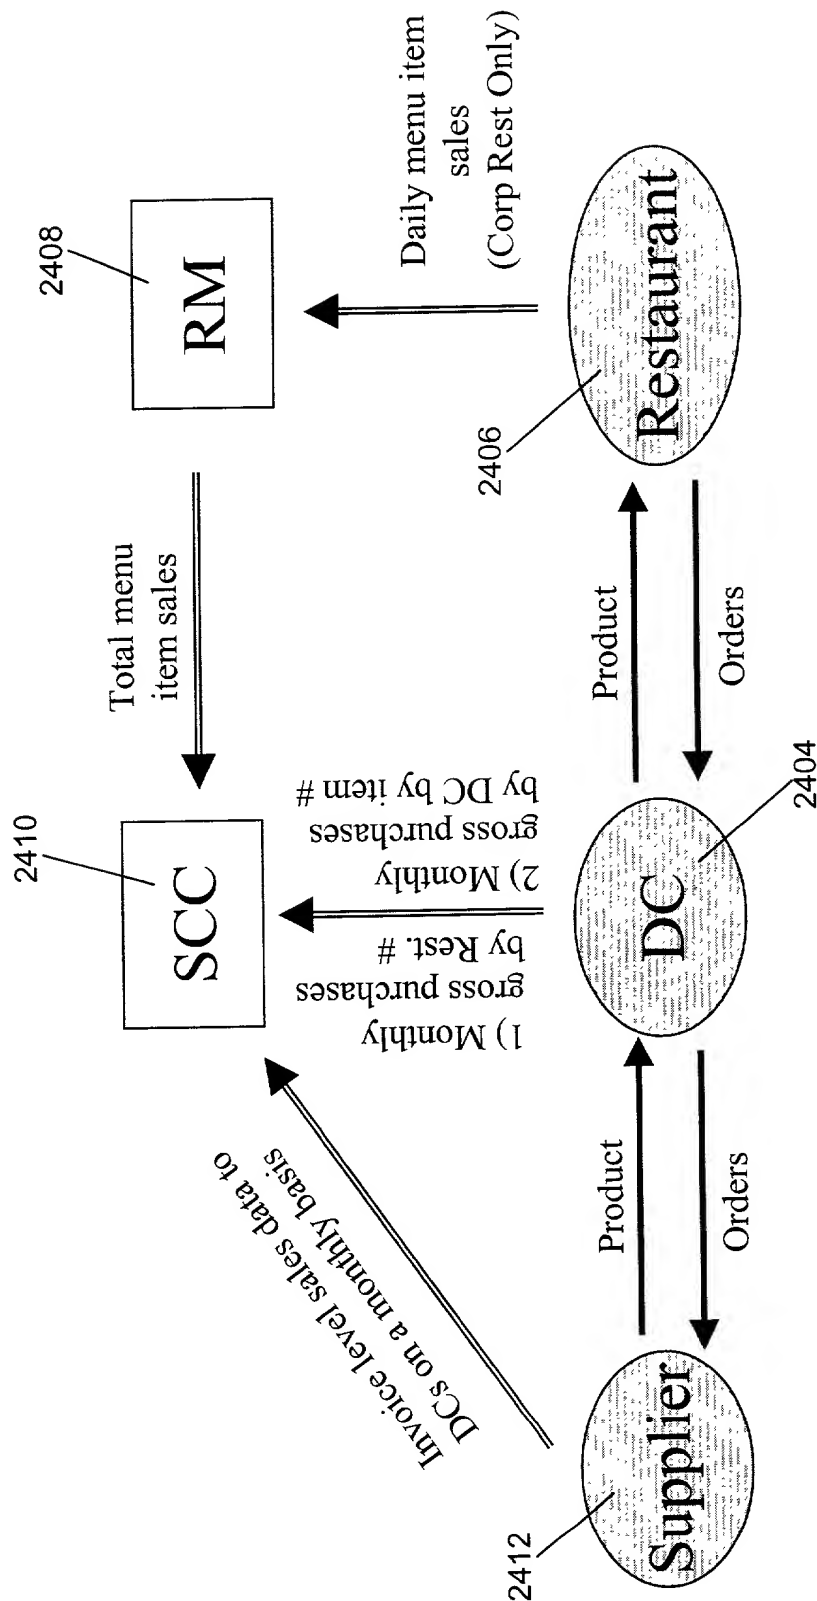 2410
SCC
Total menu
item sales
2408
RM
Invoice level sales data to
DCs on a monthly basis
1) Monthly
gross purchases
by Rest. #
2) Monthly
gross purchases
by DC by item #
Daily menu item
sales
(Corp Rest Only)
2412
Supplier
Product
Orders
DC
2404
Product
Orders
2406
Restaurant